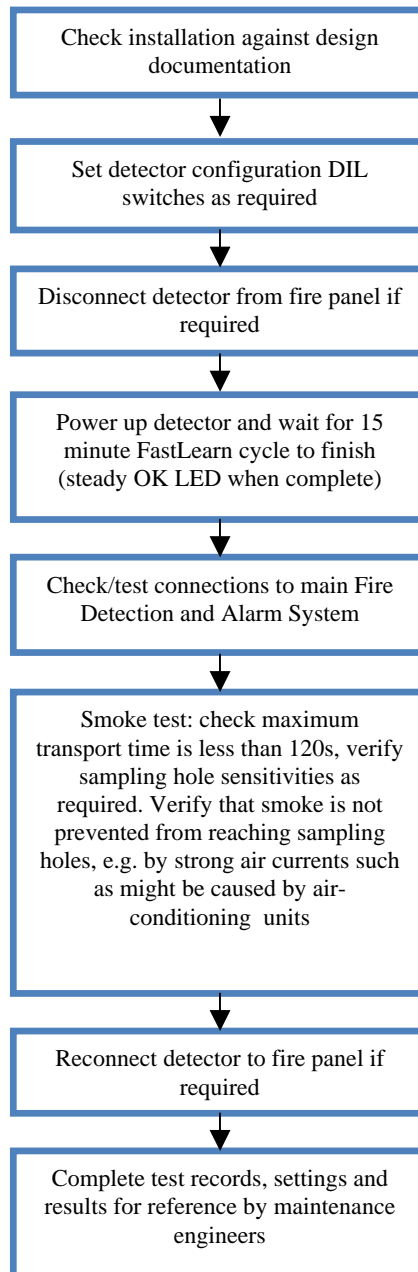 Check installation against design
documentation
Set detector configuration DIL
switches as required
Disconnect detector from fire panel if
required
Power up detector and wait for 15
minute FastLearn cycle to finish
(steady OK LED when complete)
Check/test connections to main Fire
Detection and Alarm System
Smoke test: check maximum
transport time is less than 120s, verify
sampling hole sensitivities as
required. Verify that smoke is not
prevented from reaching sampling
holes, e.g. by strong air currents such
as might be caused by air-
conditioning units
Reconnect detector to fire panel if
required
Complete test records, settings and
results for reference by maintenance
engineers